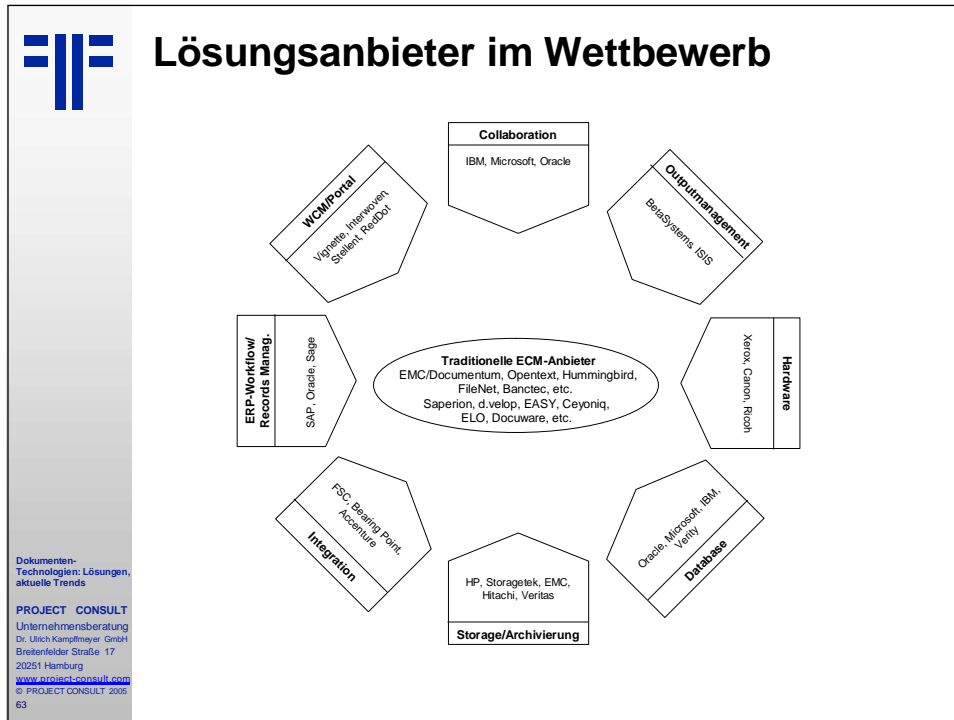 Lösungsanbieter im Wettbewerb
Collaboration
IBM, Microsoft, Oracle
Outputmanagement
BetaSystems, ISIS
Hardware
Xerox, Canon, Ricoh
Database
Oracle, Microsoft, IBM,
Verity
Storage/Archivierung
HP, Storagetek, EMC,
Hitachi, Veritas
Integration
FSC, Bearing Point,
Accenture
ERP-Workflow/
Records Manag.
SAP, Oracle, Sage
WCM/Portal
Vignette, Interwoven,
Stellent, RedDot
Traditionelle ECM-Anbieter
EMC/Documentum, Opentext, Hummingbird,
FileNet, Banctec, etc.
Saperion, d.velop, EASY, Ceyoniq,
ELO, Docuware, etc.
Dokumenten-
Technologien: Lösungen,
aktuelle Trends
PROJECT CONSULT
Unternehmensberatung
Dr. Ulrich Kampffmeyer GmbH
Breitenfelder Straße 17
20251 Hamburg
www.project-consult.com
© PROJECT CONSULT 2005
63